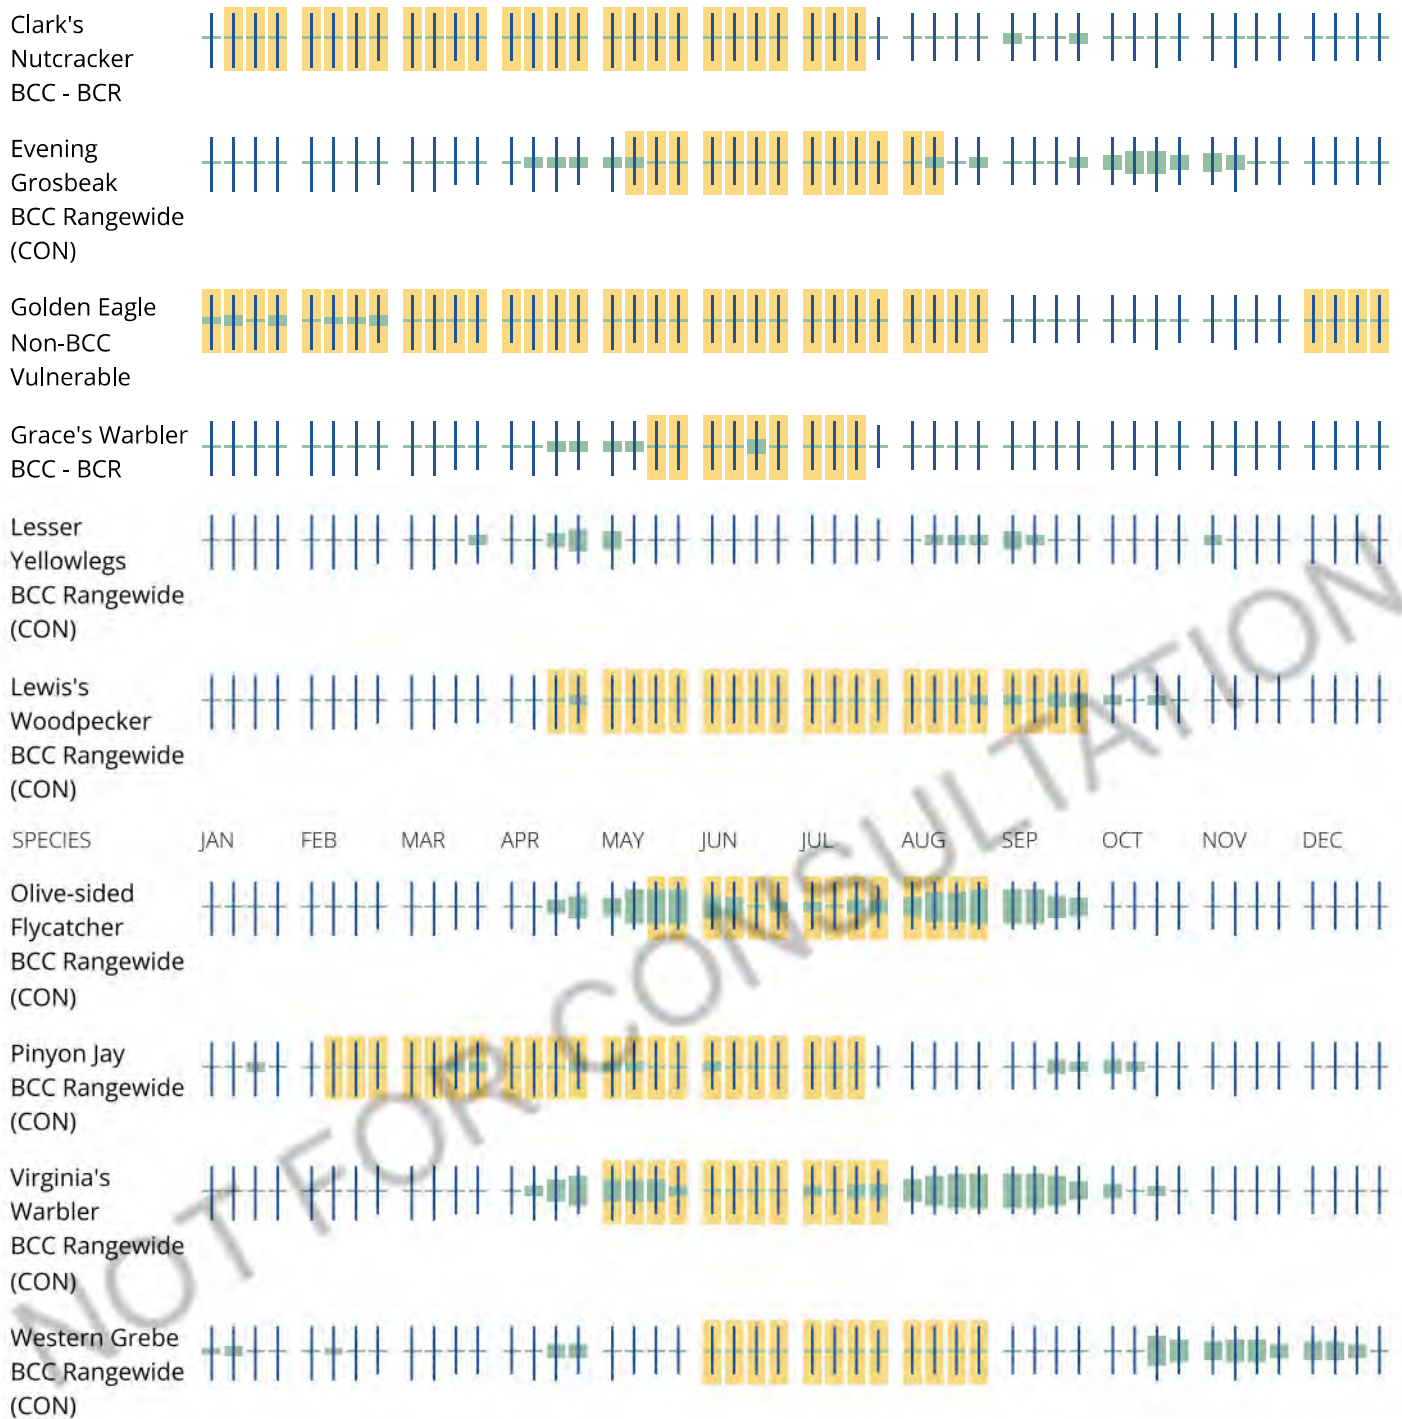 Clark's
Nutcracker
BCC - BCR
Evening
Grosbeak
BCC Rangewide
(CON)
Golden Eagle
Non-BCC
Vulnerable
Grace's Warbler
BCC - BCR
Lesser
Yellowlegs
BCC Rangewide
(CON)
Lewis's
Woodpecker
BCC Rangewide
(CON)
SPECIES JAN FEB MAR APR MAY JUN JUL AUG SEP OCT NOV DEC
Olive-sided
Flycatcher
BCC Rangewide
(CON)
Pinyon Jay
BCC Rangewide
(CON)
Virginia's
Warbler
BCC Rangewide
(CON)
Western Grebe
BCC Rangewide
(CON)
NOT FOR CONSULTATION